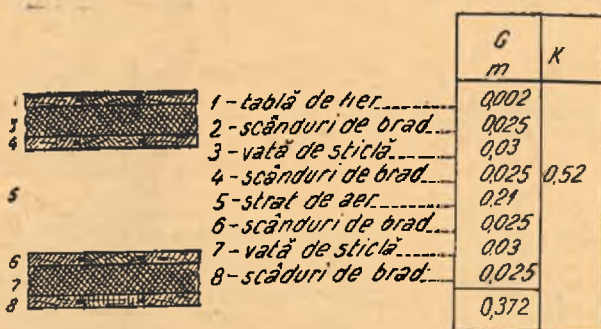 G K
m
1 1-tablă de fier 0,002
2-scânduri de brad 0,025
3 3-vată de sticlă 0,03
4 4-scânduri de brad 0,025 0,52
5 5-strat de aer 0,21
6 6-scânduri de brad 0,025
7 7-vată de sticlă 0.03
8 8-scăduri de brad 0,025
0,372